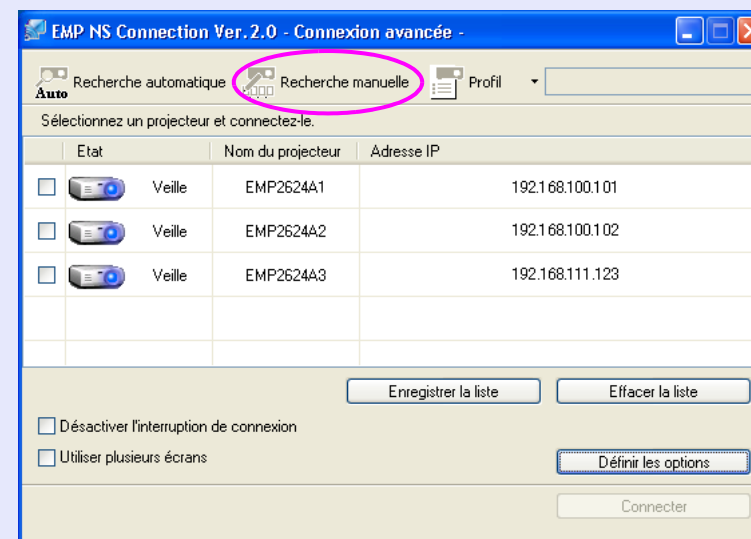 EMP NS Connection Ver.2.0 - Connexion avancée -
Auto Recherche automatique Recherche manuelle Profil
Sélectionnez un projecteur et connectez-le.
Etat Nom du projecteur Adresse IP
Veille EMP2624A1 192.168.100.101
Veille EMP2624A2 192.168.100.102
Veille EMP2624A3 192.168.111.123
Enregistrer la liste Effacer la liste
Désactiver l'interruption de connexion
Utiliser plusieurs écrans
Définir les options
Connecter